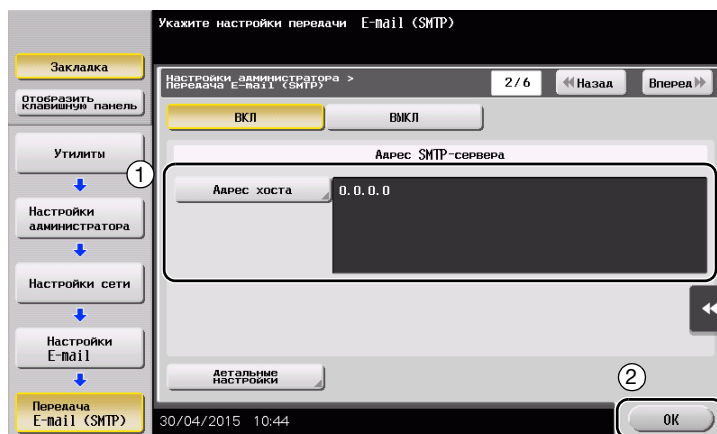 Укажите настройки передачи E-mail (SMTP)
Закладка
Отобразить
клавишную панель
Настройки администратора >
Передача E-mail (SMTP)
2/6
Назад
Вперед
ВКЛ
ВЫКЛ
Утилиты
1
Адрес SMTP-сервера
Адрес хоста
0.0.0.0
Настройки
администратора
Настройки сети
Настройки
E-mail
Детальные
настройки
2
Передача
E-mail (SMTP)
30/04/2015 10:44
OK